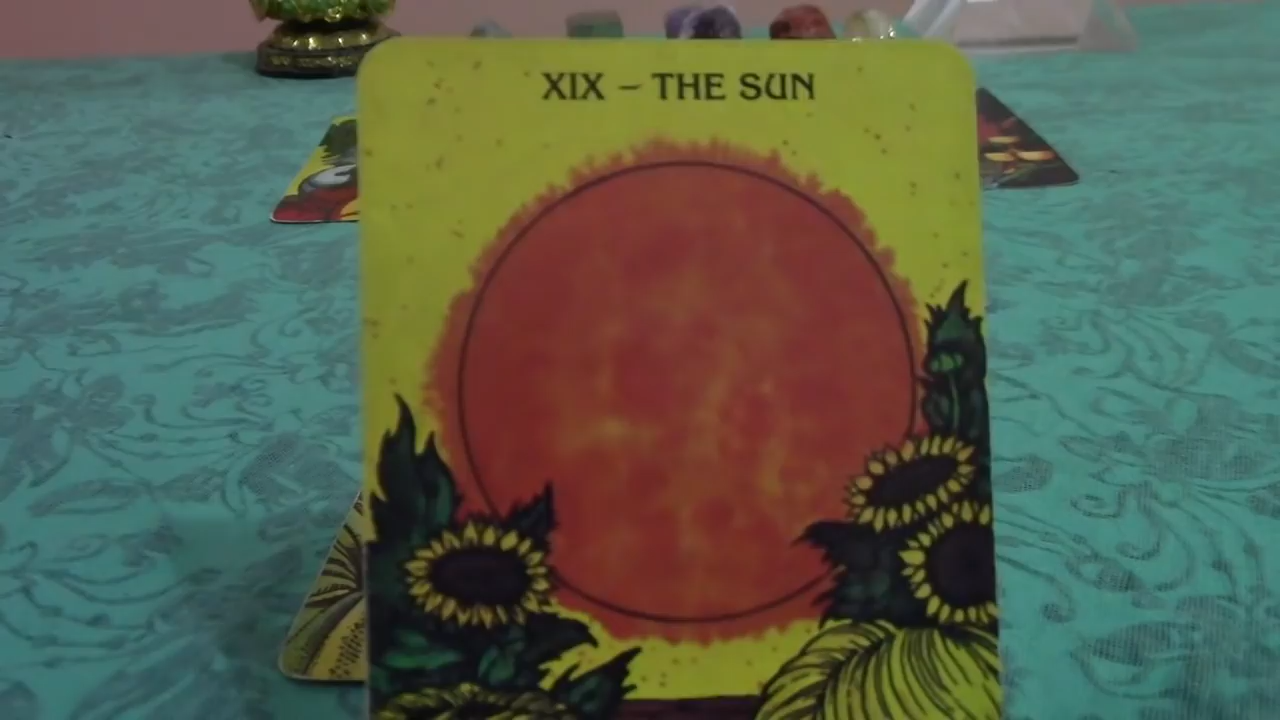 XIX – THE SUN